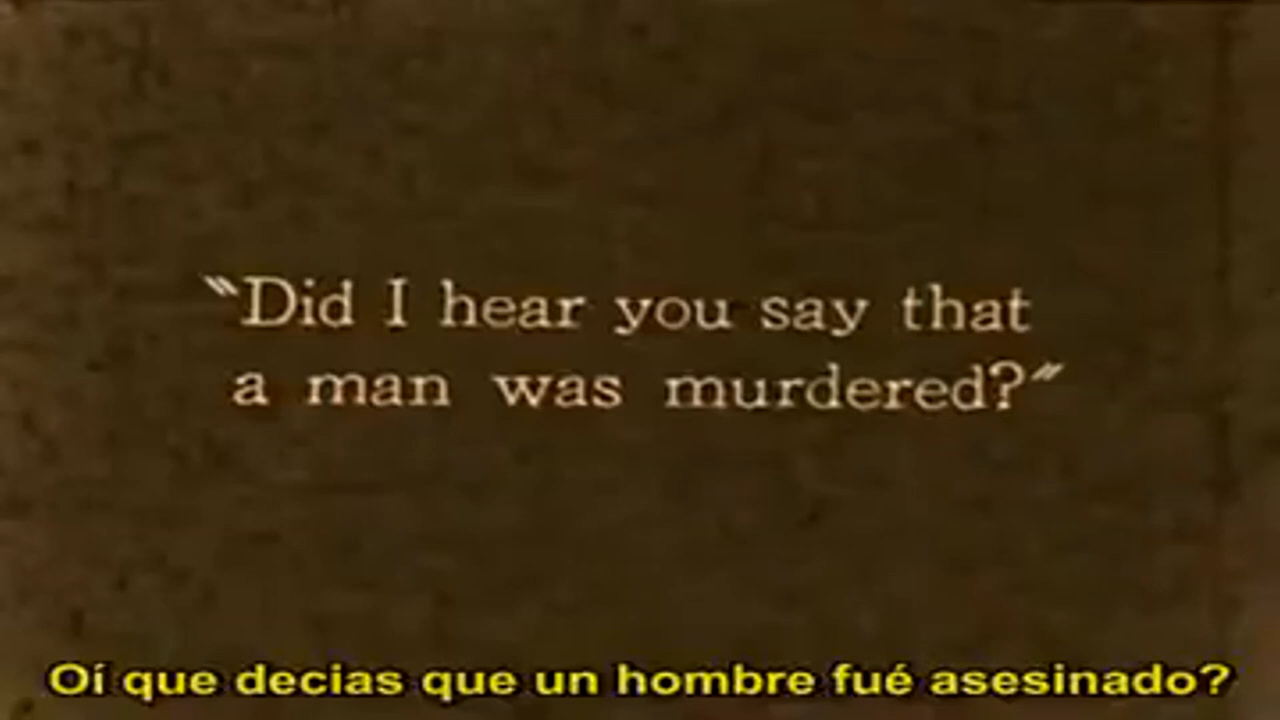 "Did I hear you say that
a man was murdered?"
Oí que decias que un hombre fué asesinado?